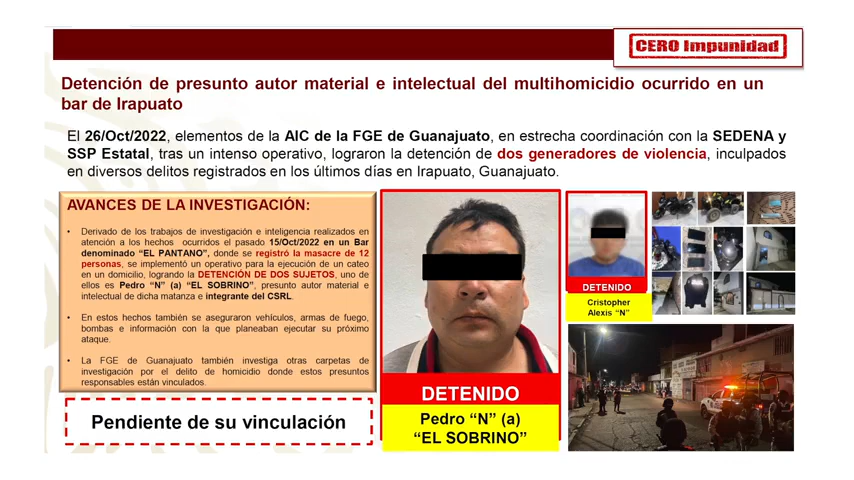 CERO Impunidad
Detención de presunto autor material e intelectual del multihomicidio ocurrido en un
bar de Irapuato
El 26/Oct/2022, elementos de la AIC de la FGE de Guanajuato, en estrecha coordinación con la SEDENA y
SSP Estatal, tras un intenso operativo, lograron la detención de dos generadores de violencia, inculpados
en diversos delitos registrados en los últimos días en Irapuato, Guanajuato.
AVANCES DE LA INVESTIGACIÓN:
• Derivado de los trabajos de investigación e inteligencia realizados en
atención a los hechos ocurridos el pasado 15/Oct/2022 en un Bar
denominado “EL PANTANO”, donde se registró la masacre de 12
personas, se implementó un operativo para la ejecución de un cateo
en un domicilio, logrando la DETENCIÓN DE DOS SUJETOS, uno de
ellos es Pedro “N” (a) “EL SOBRINO”, presunto autor material e
intelectual de dicha matanza e integrante del CSRL.
• En estos hechos también se aseguraron vehículos, armas de fuego,
bombas e información con la que planeaban ejecutar su próximo
ataque.
• La FGE de Guanajuato también investiga otras carpetas de
investigación por el delito de homicidio donde estos presuntos
responsables están vinculados.
Pendiente de su vinculación
DETENIDO
Pedro “N” (a)
“EL SOBRINO”
DETENIDO
Cristopher
Alexis “N”